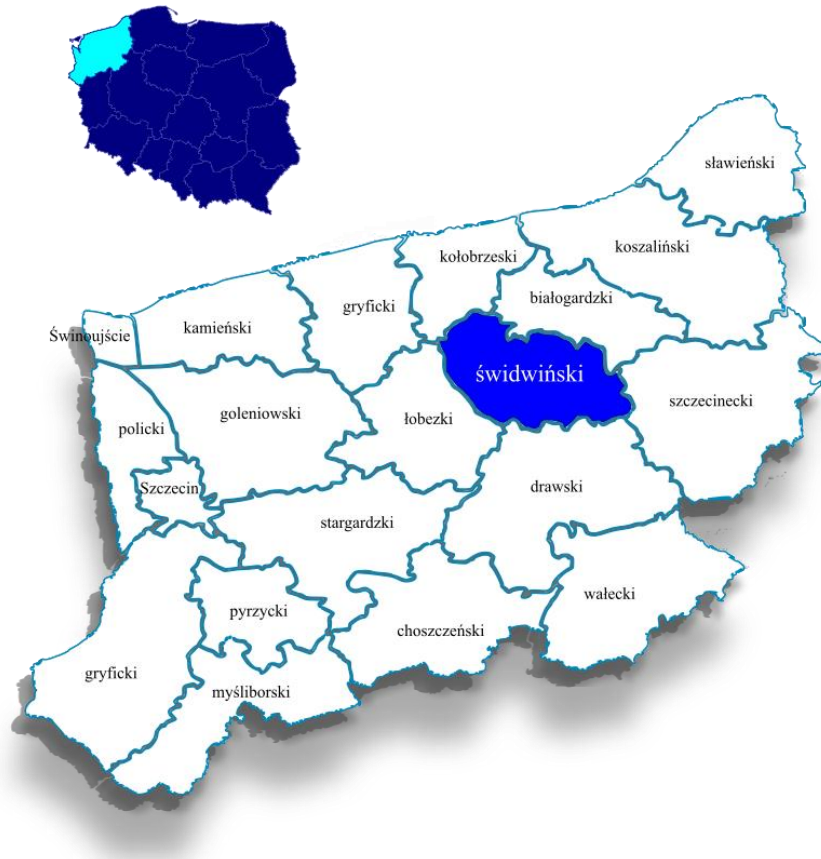 sławieński
koszaliński
kołobrzeski
białogardzki
gryficki
kamieński
Świnoujście
świdwiński
szczecinecki
goleniowski
łobezki
policki
Szczecin
drawski
stargardzki
wałecki
pyrzycki
choszczeński
gryficki
myśliborski